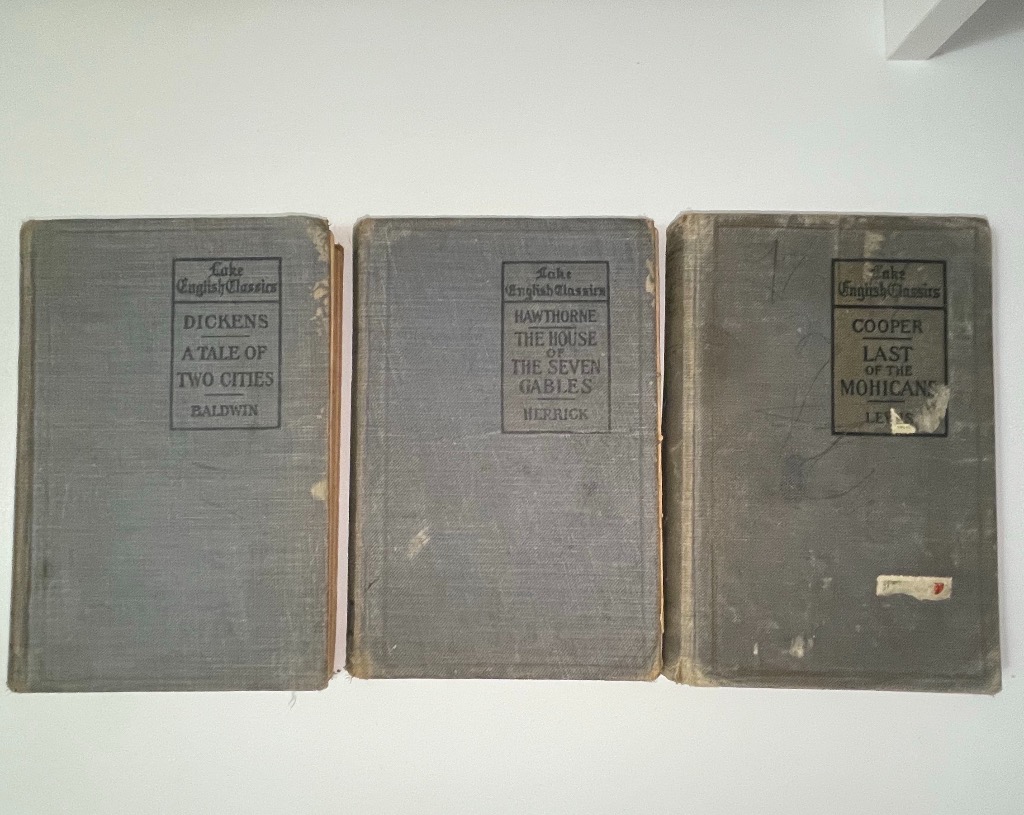 Lake
English Classics
DICKENS
A TALE OF
TWO CITIES
BALDWIN
Lake
English Classics
HAWTHORNE
THE HOUSE
OF
THE SEVEN
GABLES
HERRICK
Lake
English Classics
COOPER
LAST
OF THE
MOHICANS
LEWIS